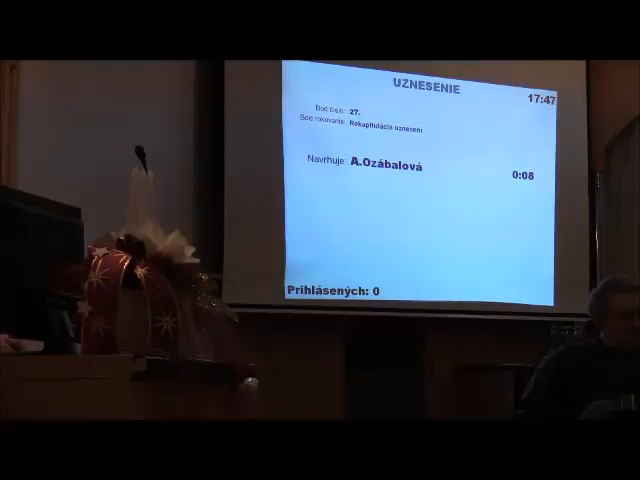 UZNESENIE
17:47
Bod číslo: 27.
Bod rokovania: Rekapitulácia uznesení
Navrhuje: A.Ozábalová
0:08
Prihlásených: 0